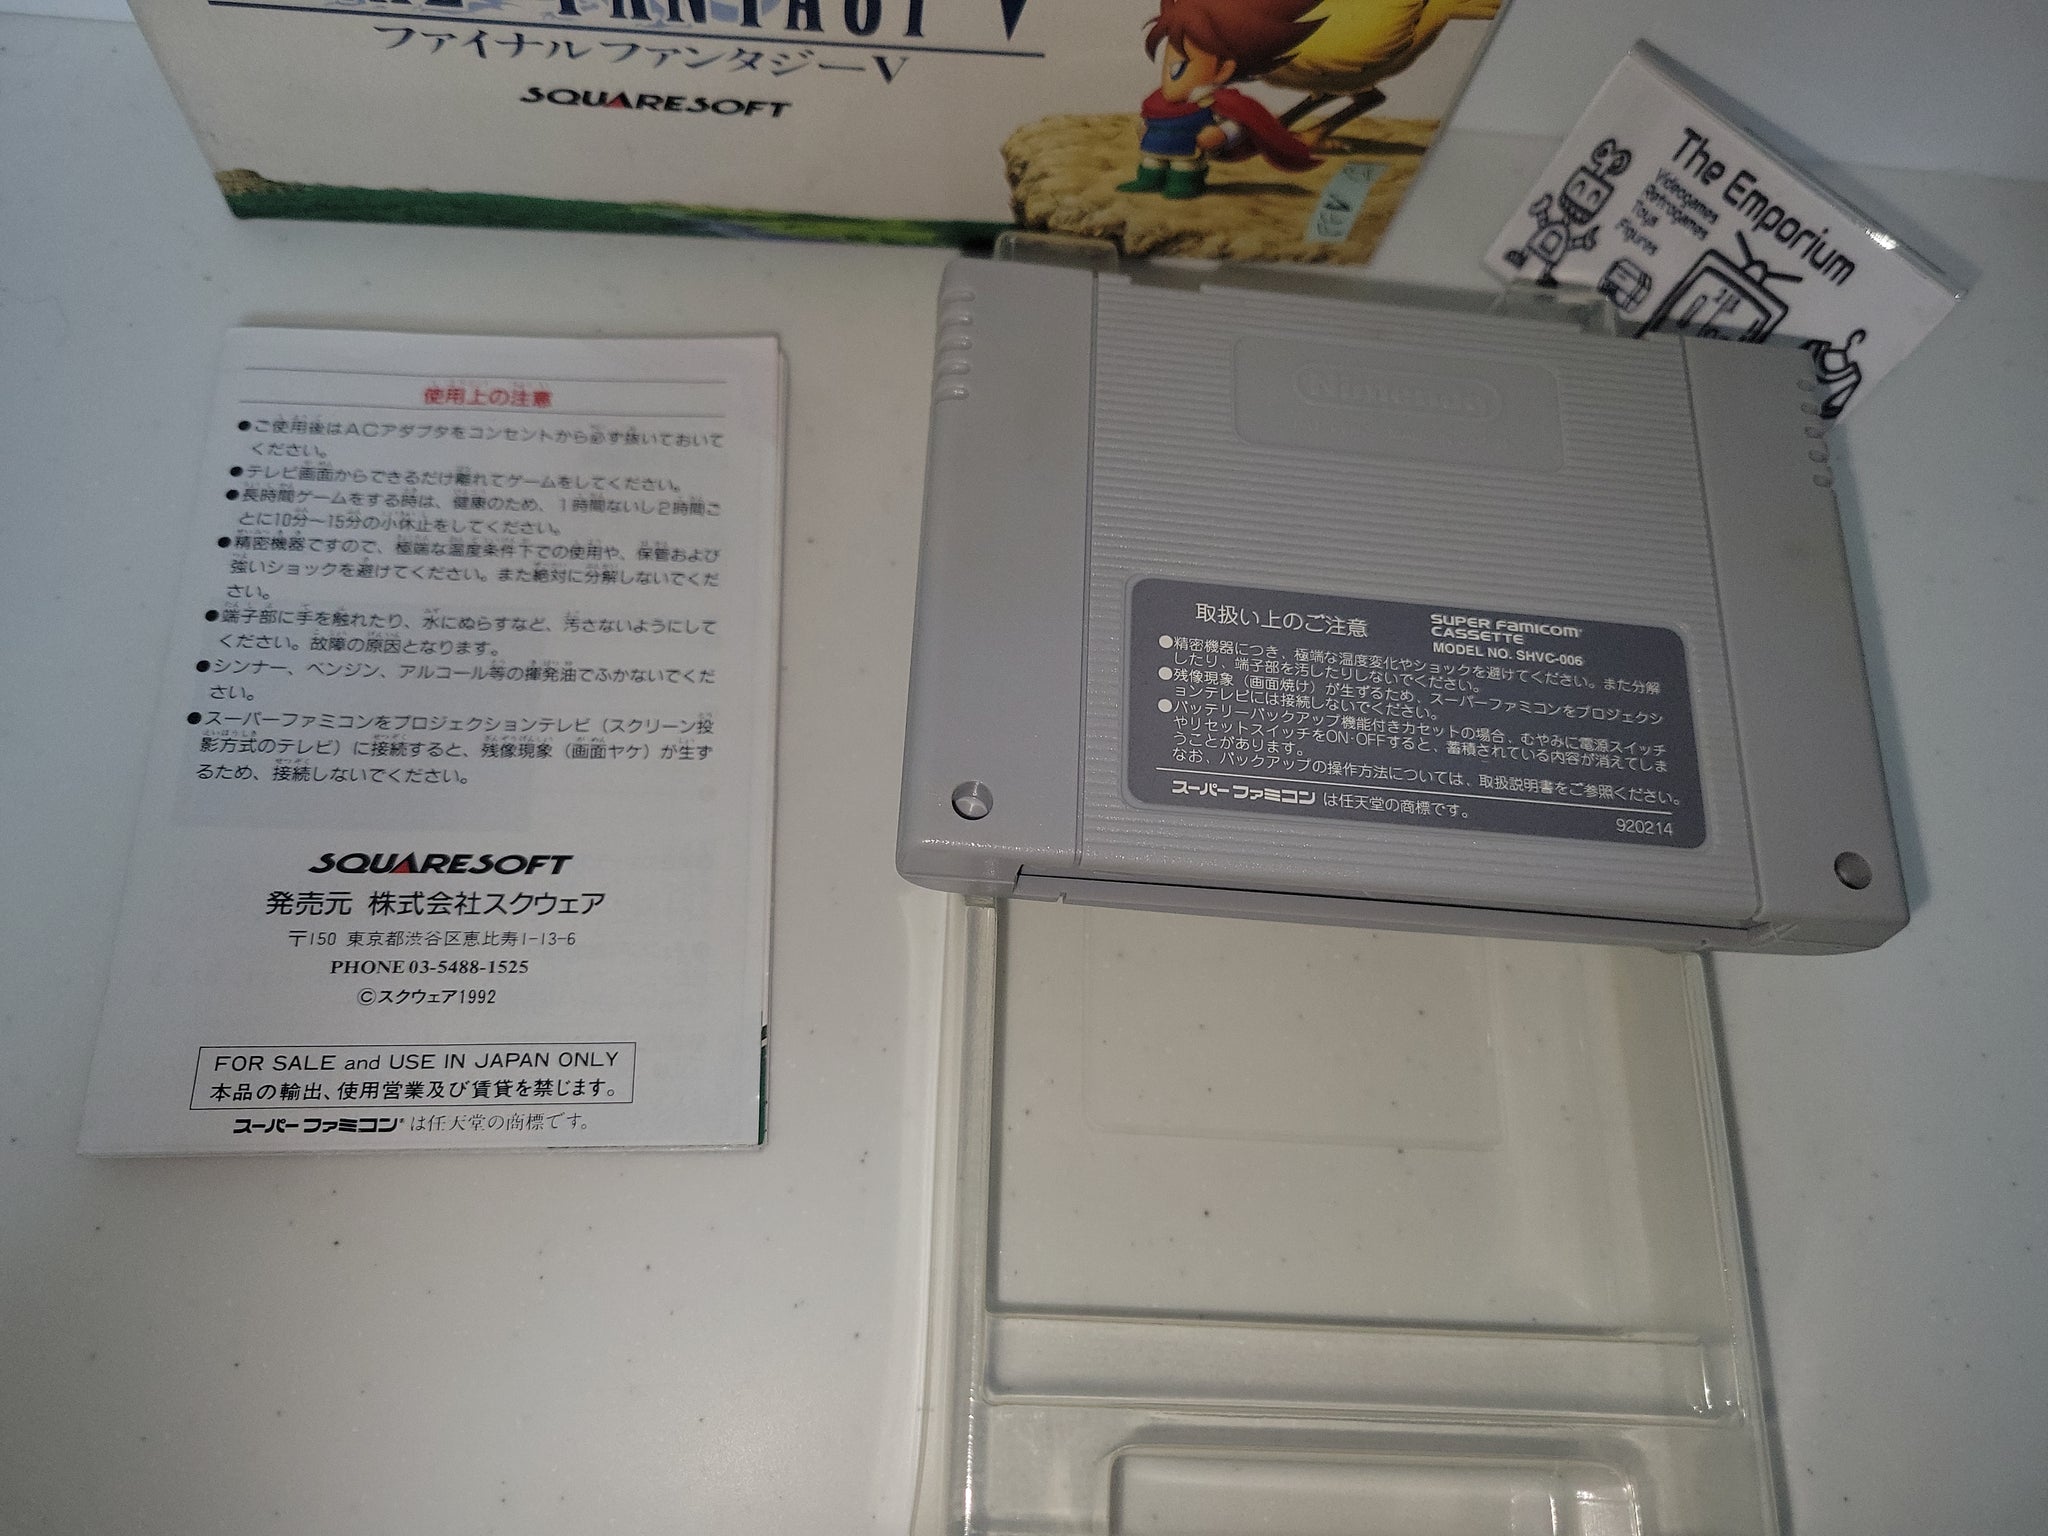 FANTASY V
ファイナルファンタジーV
SQUARESOFT
The Emporium
Videogames
Retrogames
Toys
Figures
使用上の注意
●ご使用後はACアダプタをコンセントから必ず抜いておいて
ください。
●テレビ画面からできるだけ離れてゲームをしてください。
●長時間ゲームをする時は、健康のため、1時間ないし2時間ご
とに10分〜15分の小休止をしてください。
●精密機器ですので、極端な温度条件下での使用や、保管および
強いショックを避けてください。また絶対に分解しないでくだ
さい。
●端子部に手を触れたり、水にぬらすなど、汚さないようにして
ください。故障の原因となります。
●シンナー、ベンジン、アルコール等の揮発油でふかないでくだ
さい。
●スーパーファミコンをプロジェクションテレビ（スクリーン投
影方式のテレビ）に接続すると、残像現象（画面ヤケ）が生ず
るため、接続しないでください。
SQUARESOFT
発売元 株式会社スクウェア
〒150 東京都渋谷区恵比寿1-13-6
PHONE 03-5488-1525
©スクウェア1992
FOR SALE and USE IN JAPAN ONLY
本品の輸出、使用営業及び賃貸を禁じます。
スーパーファミコン®は任天堂の商標です。
Nintendo
取扱い上のご注意
SUPER FAMICOM
CASSETTE
MODEL NO. SHVC-006
●精密機器につき、極端な温度変化やショックを避けてください。また分解
したり、端子部を汚したりしないでください。
●残像現象（画面焼け）が生ずるため、スーパーファミコンをプロジェクシ
ョンテレビには接続しないでください。
●バッテリーバックアップ機能付きカセットの場合、むやみに電源スイッチ
やリセットスイッチをON・OFFすると、蓄積されている内容が消えてしま
うことがあります。
なお、バックアップの操作方法については、取扱説明書をご参照ください。
スーパーファミコンは任天堂の商標です。
920214